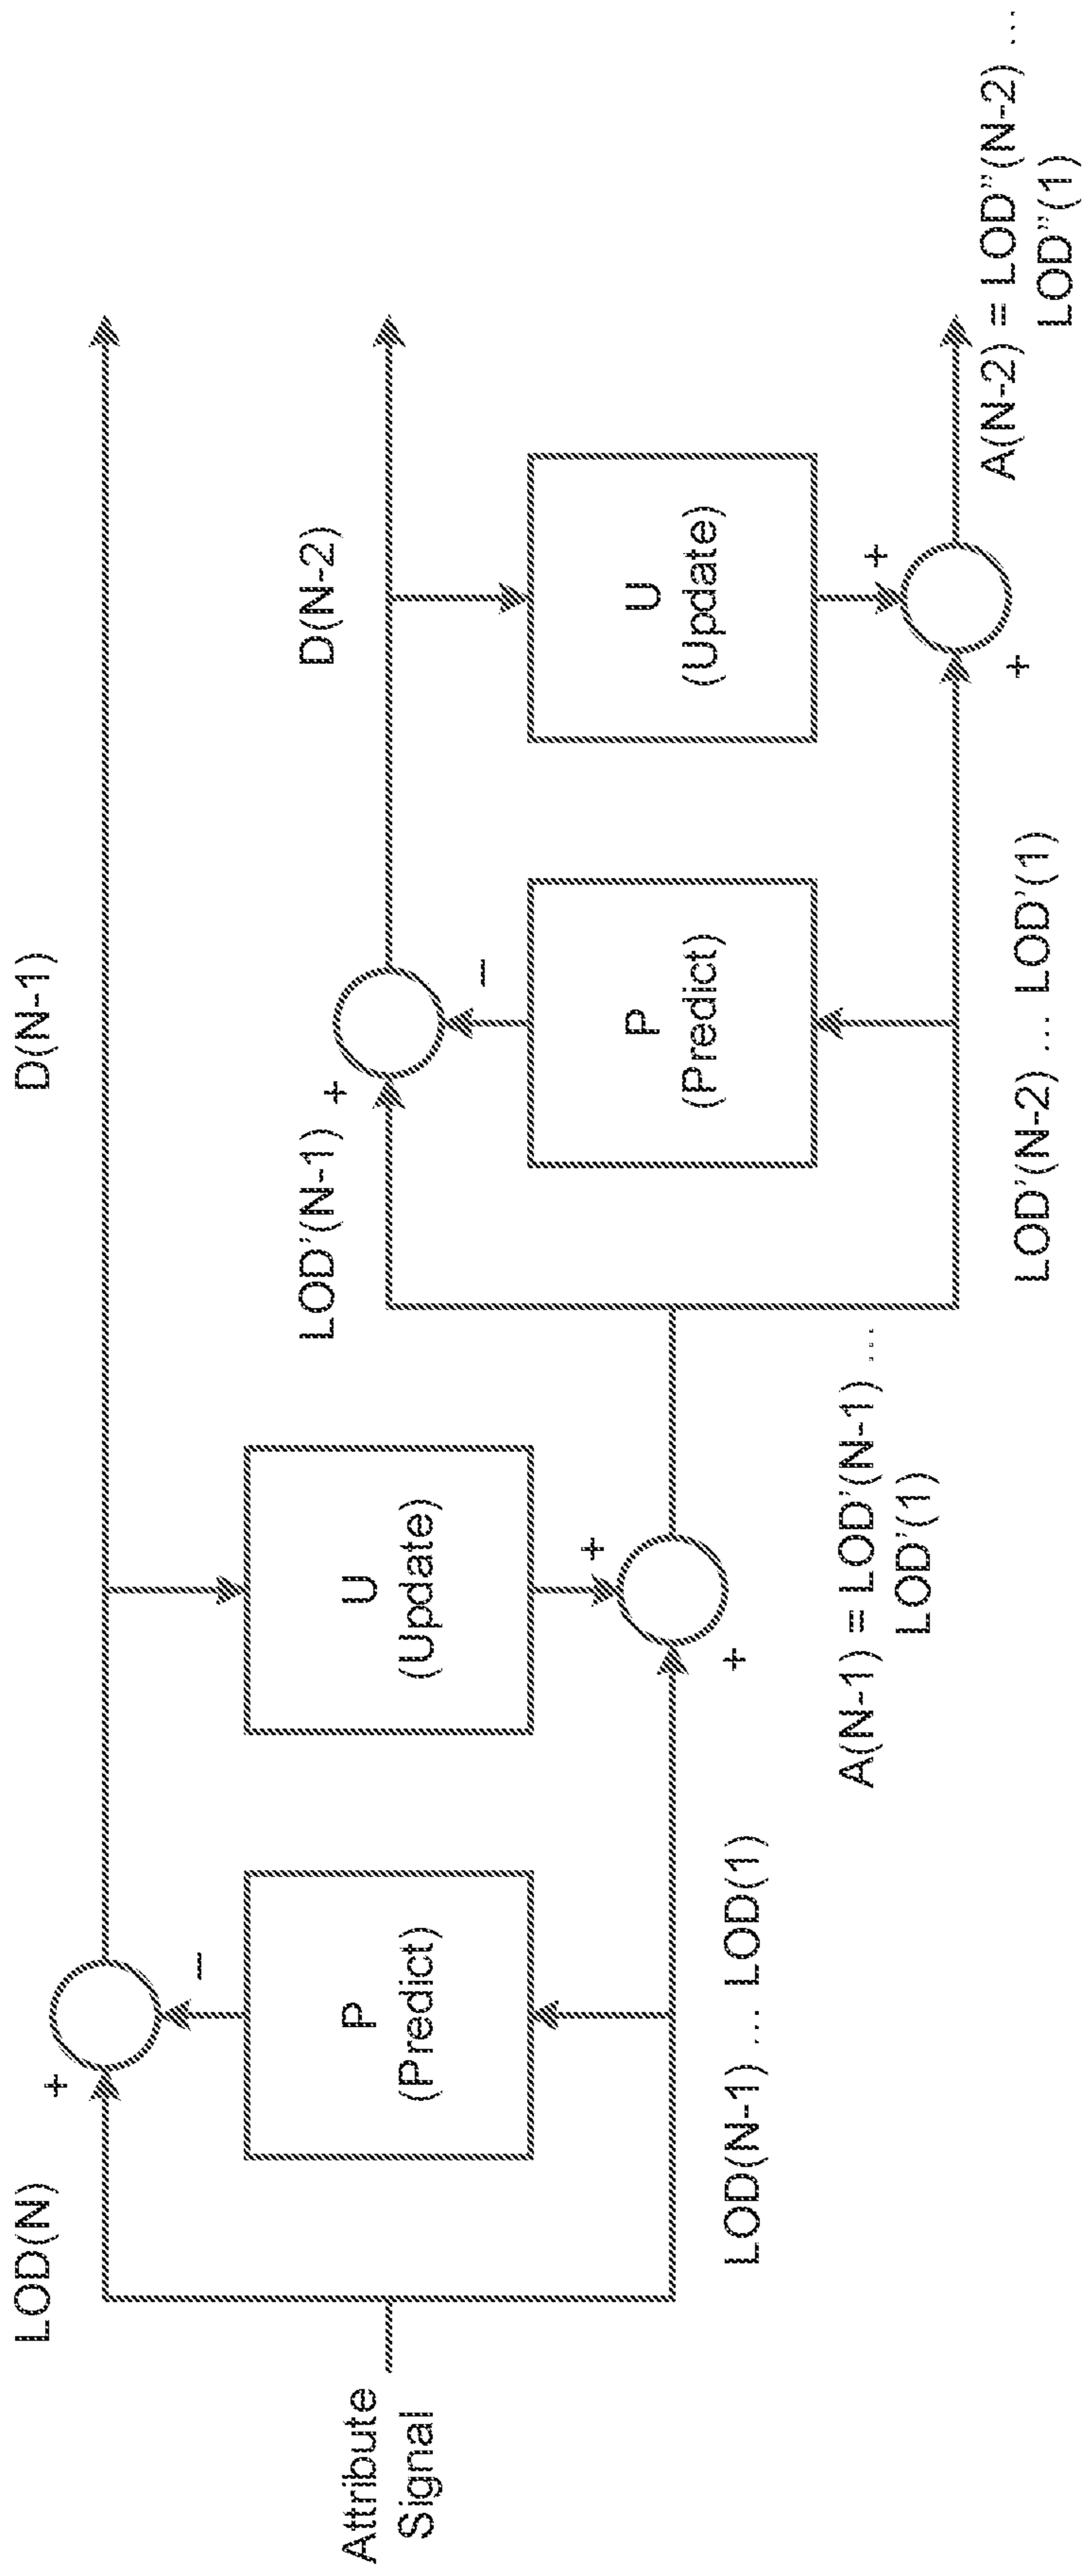 Attribute
Signal
LOD(N)
+
−
P
(Predict)
LOD(N-1) ... LOD(1)
D(N-1)
U
(Update)
+
+
A(N-1) = LOD'(N-1) ...
LOD'(1)
LOD'(N-1)
+
−
P
(Predict)
LOD'(N-2) ... LOD'(1)
D(N-2)
U
(Update)
+
+
A(N-2) = LOD''(N-2) ...
LOD''(1)